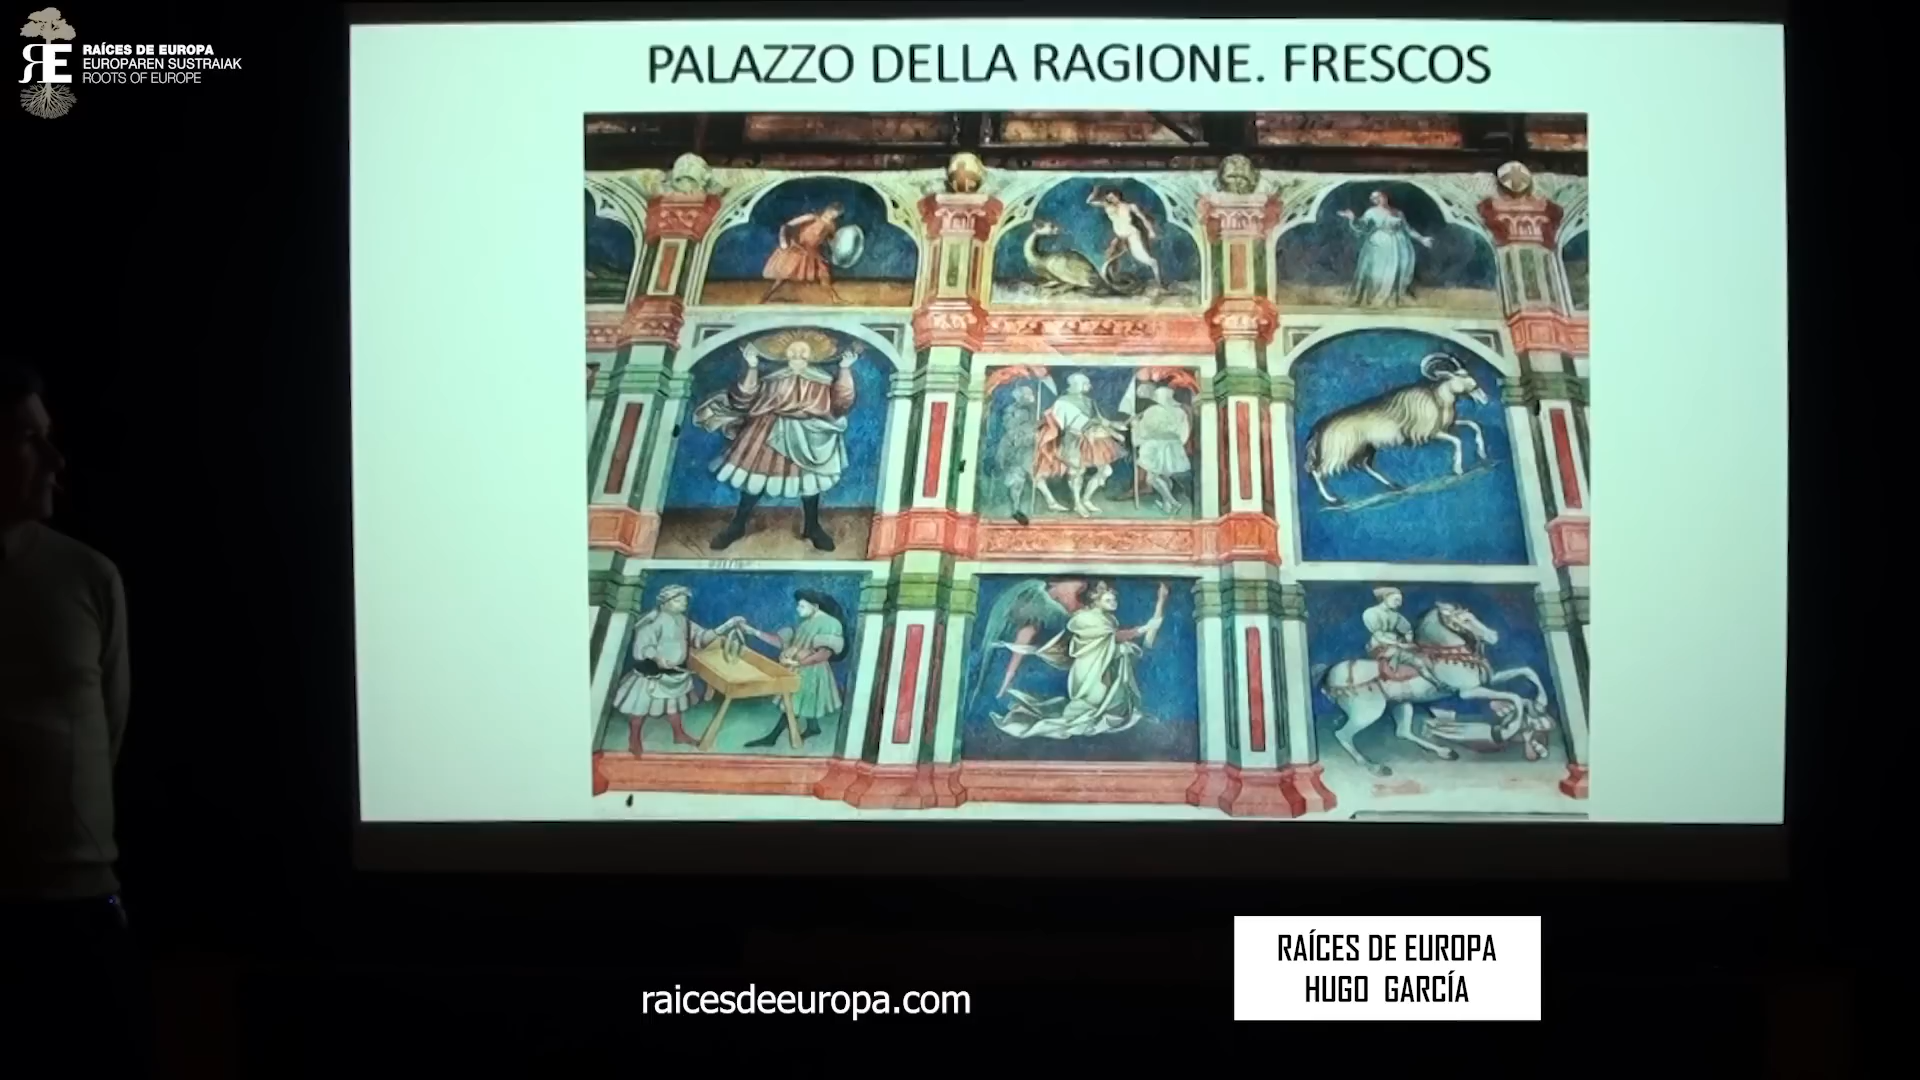 RAÍCES DE EUROPA
EUROPAREN SUSTRAIAK
ROOTS OF EUROPE
PALAZZO DELLA RAGIONE. FRESCOS
raicesdeeuropa.com
RAÍCES DE EUROPA
HUGO GARCÍA